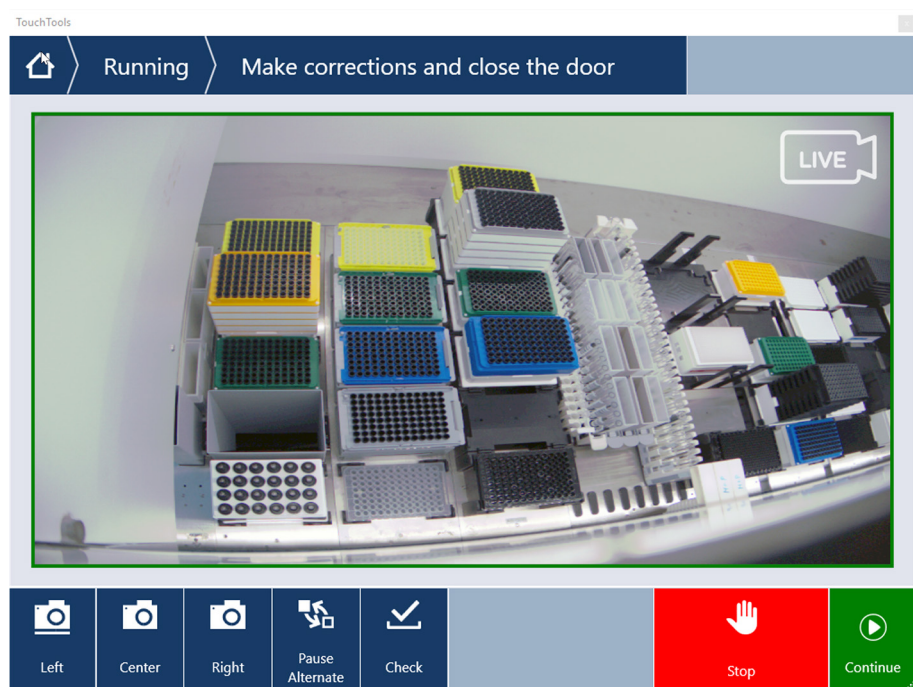 TouchTools
Running
Make corrections and close the door
LIVE
Left
Center
Right
Pause
Alternate
Check
Stop
Continue